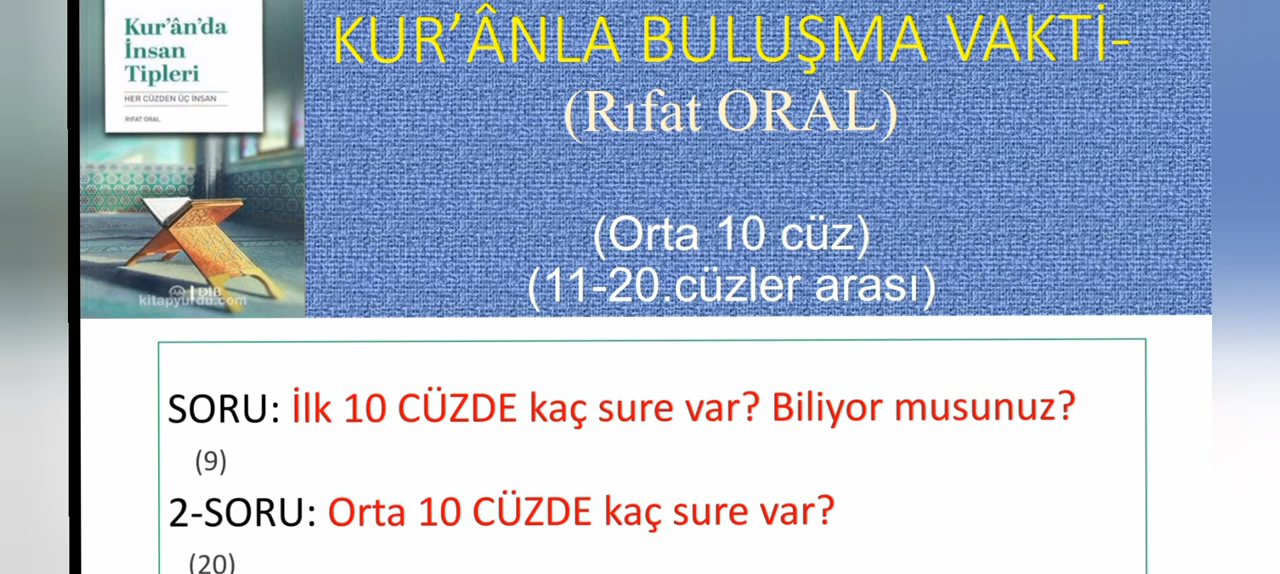 Kur'ân'da
İnsan
Tipleri
HER CÜZDEN ÜÇ İNSAN
RIFAT ORAL
DİB
kitapyurdu.com
KUR'ÂNLA BULUŞMA VAKTİ-
(Rıfat ORAL)
(Orta 10 cüz)
(11-20.cüzler arası)
SORU: İlk 10 CÜZDE kaç sure var? Biliyor musunuz?
(9)
2-SORU: Orta 10 CÜZDE kaç sure var?
(20)